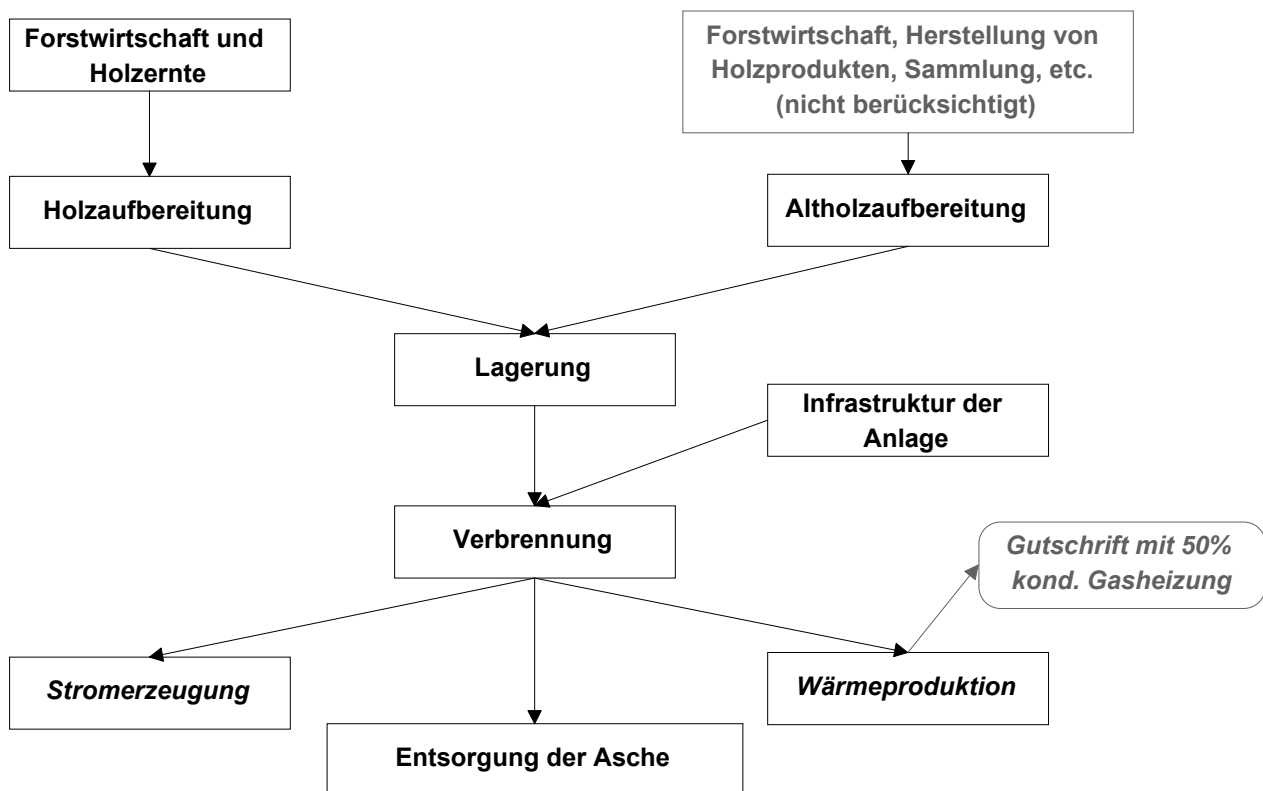 Forstwirtschaft und
Holzernte
Forstwirtschaft, Herstellung von
Holzprodukten, Sammlung, etc.
(nicht berücksichtigt)
Holzaufbereitung
Altholzaufbereitung
Lagerung
Infrastruktur der
Anlage
Verbrennung
Gutschrift mit 50%
kond. Gasheizung
Stromerzeugung
Wärmeproduktion
Entsorgung der Asche